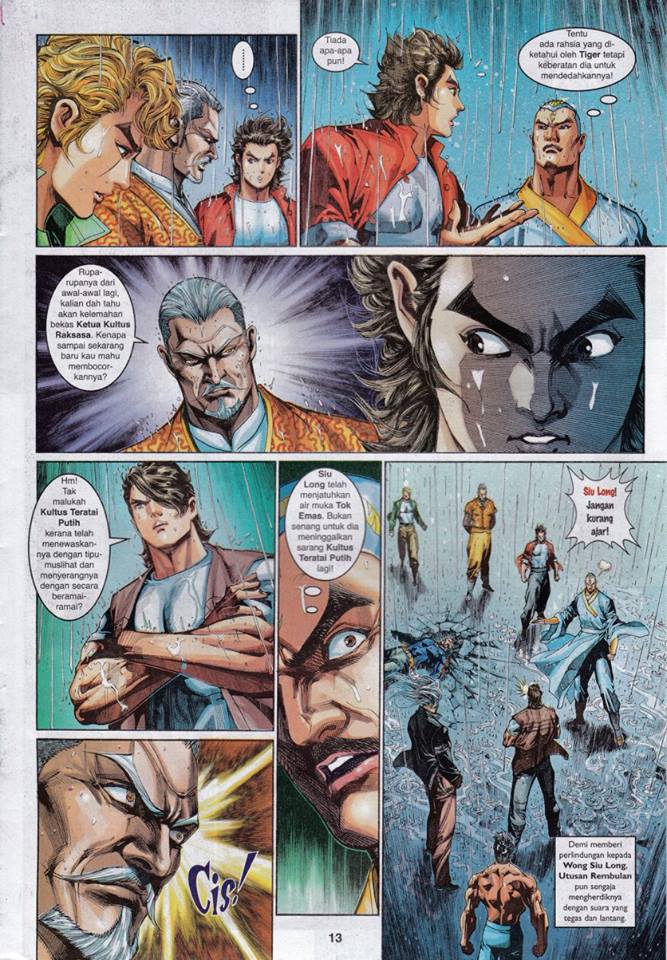 ........
Tiada
apa-apa
pun!
Tentu
ada rahsia yang di-
ketahui oleh Tiger tetapi
keberatan dia untuk
mendedahkannya!
Rupa-
rupanya dari
awal-awal lagi,
kalian dah tahu
akan kelemahan
bekas Ketua Kultus
Raksasa. Kenapa
sampai sekarang
baru kau mahu
membocor-
kannya?
Hm!
Tak
malukah
Kultus Teratai
Putih
kerana telah
menewaskan-
nya dengan tipu-
muslihat dan
menyerangnya
dengan secara
beramai-
ramai?
Siu
Long telah
menjatuhkan
air muka Tok
Emas. Bukan
senang untuk dia
meninggalkan
sarang Kultus
Teratai Putih
lagi!
Siu Long!
Jangan
kurang
ajar!
Cis!
Demi memberi
perlindungan kepada
Wong Siu Long,
Utusan Rembulan
pun sengaja
mengherdiknya
dengan suara yang
tegas dan lantang.
13